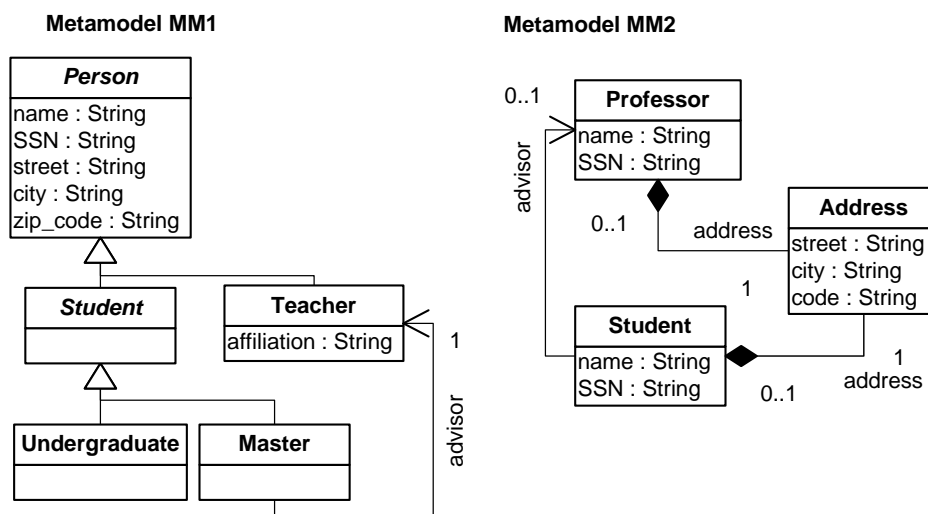 Metamodel MM1
Person
name : String
SSN : String
street : String
city : String
zip_code : String
Student
Teacher
affiliation : String
1
advisor
Undergraduate
Master
Metamodel MM2
0..1
advisor
Professor
name : String
SSN : String
0..1
address
1
Address
street : String
city : String
code : String
Student
name : String
SSN : String
0..1
1
address